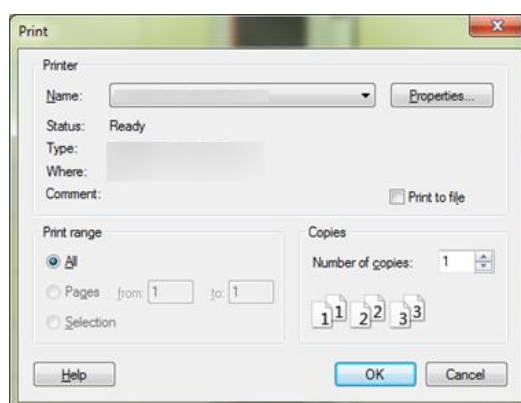 Print
Printer
Name:
Properties...
Status: Ready
Type:
Where:
Comment:
Print to file
Print range
All
Pages from: 1 to: 1
Selection
Copies
Number of copies: 1
1 1 2 2 3 3
Help
OK
Cancel